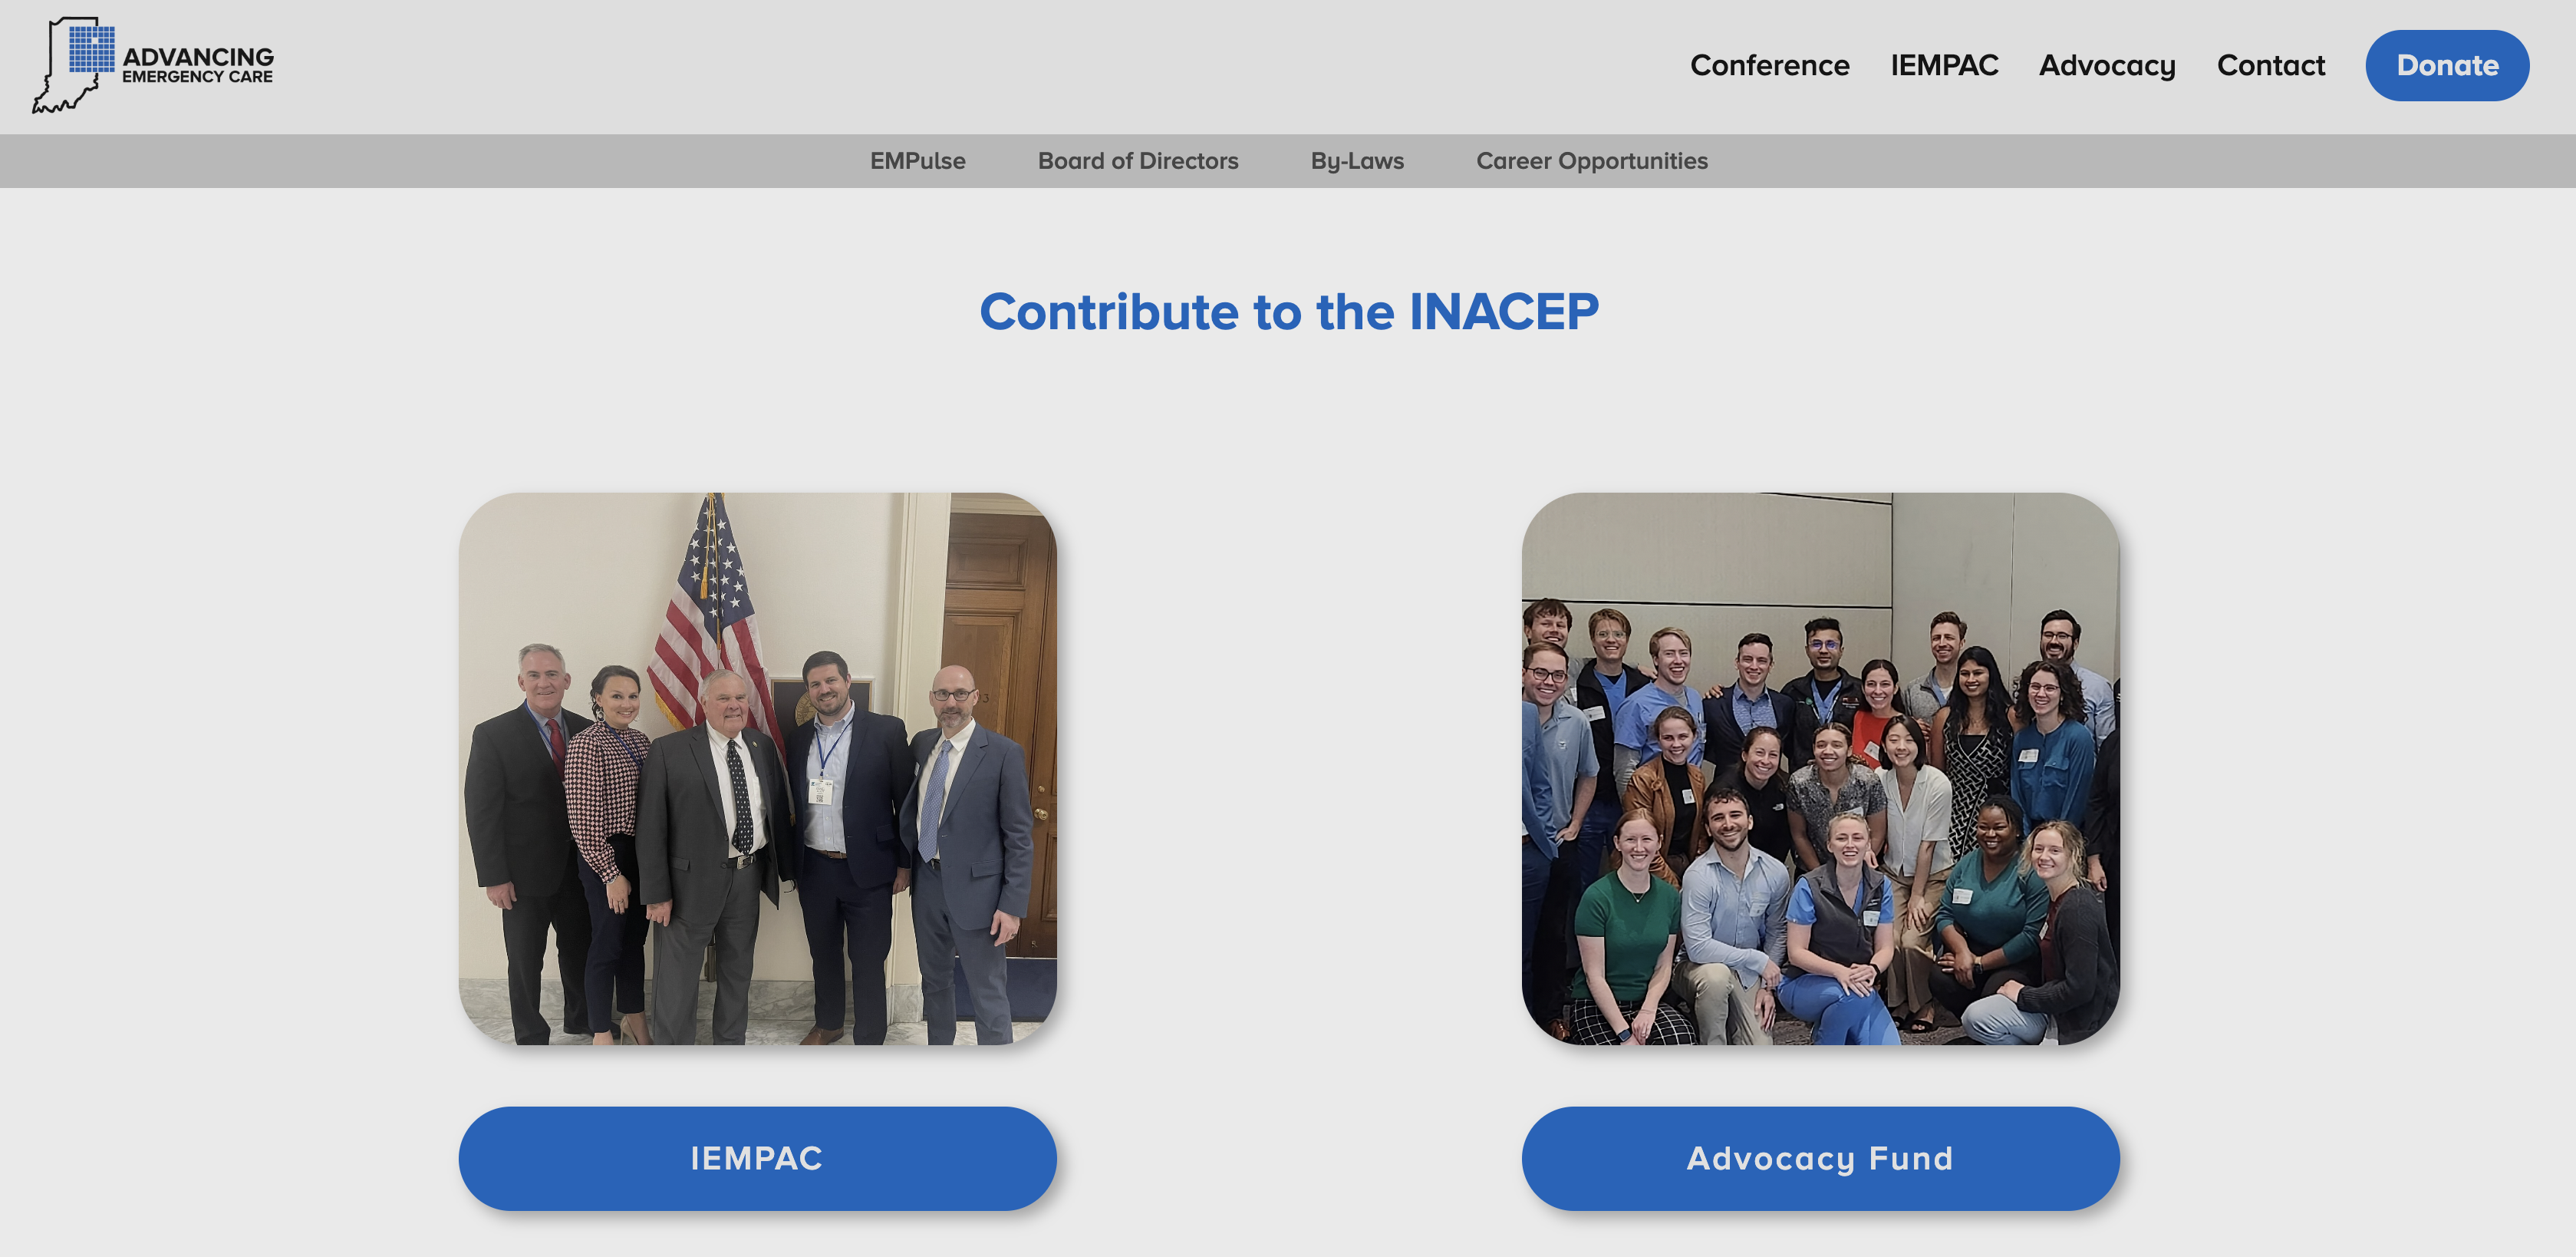 ADVANCING
EMERGENCY CARE
Conference
IEMPAC
Advocacy
Contact
Donate
EMPulse
Board of Directors
By-Laws
Career Opportunities
Contribute to the INACEP
IEMPAC
Advocacy Fund